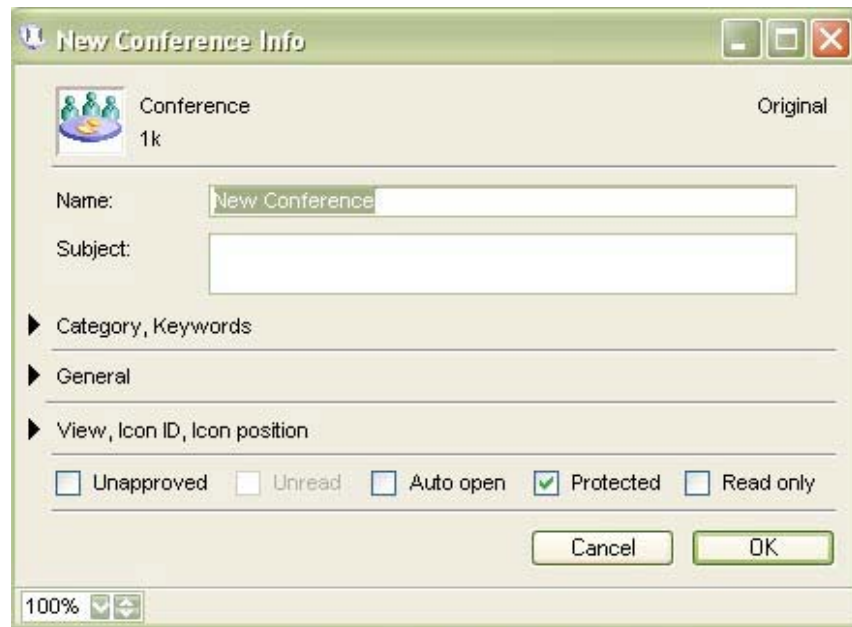 New Conference Info
Conference
Original
1k
Name: New Conference
Subject:
Category, Keywords
General
View, Icon ID, Icon position
Unapproved Unread Auto open Protected Read only
Cancel OK
100%